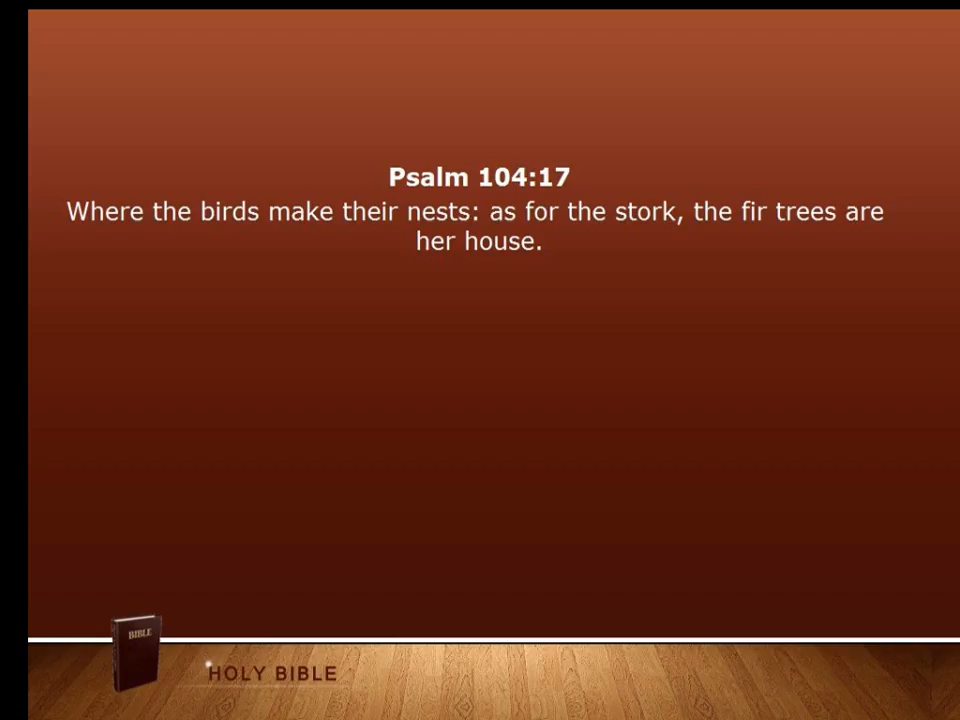 Psalm 104:17
Where the birds make their nests: as for the stork, the fir trees are
her house.
BIBLE
HOLY BIBLE